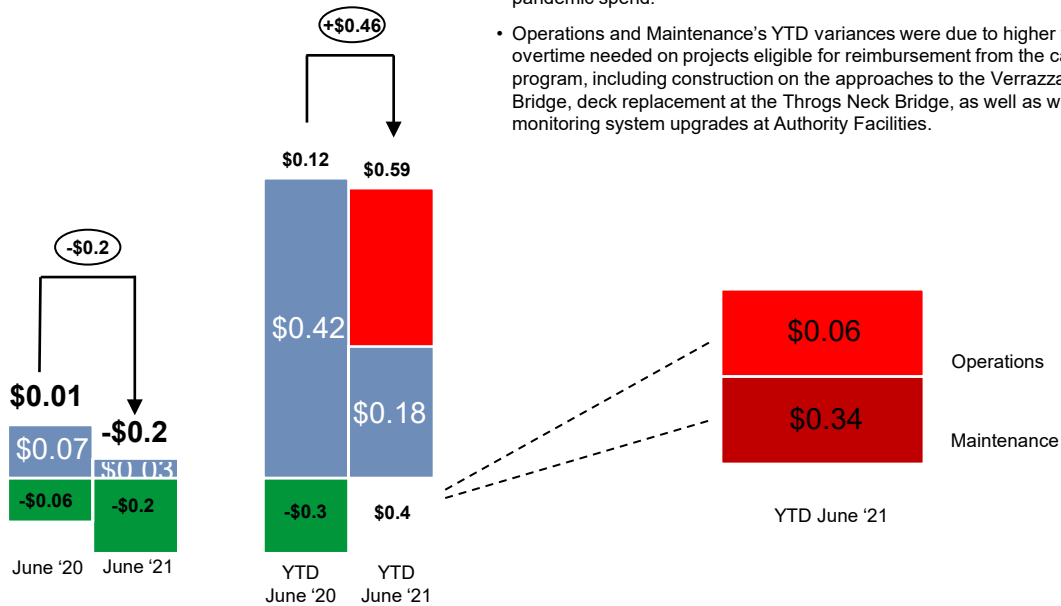 pandemic spend.
• Operations and Maintenance's YTD variances were due to higher
overtime needed on projects eligible for reimbursement from the
program, including construction on the approaches to the
Bridge, deck replacement at the Throgs Neck Bridge, as well as
monitoring system upgrades at Authority Facilities.
+$0.46
$0.12
$0.59
-$0.2
$0.42
$0.06
Operations
$0.01
-$0.2
$0.18
$0.34
Maintenance
$0.07
$0.03
-$0.06
-$0.2
-$0.3
$0.4
YTD June ‘21
June ‘20
June ‘21
YTD
June ‘20
YTD
June ‘21